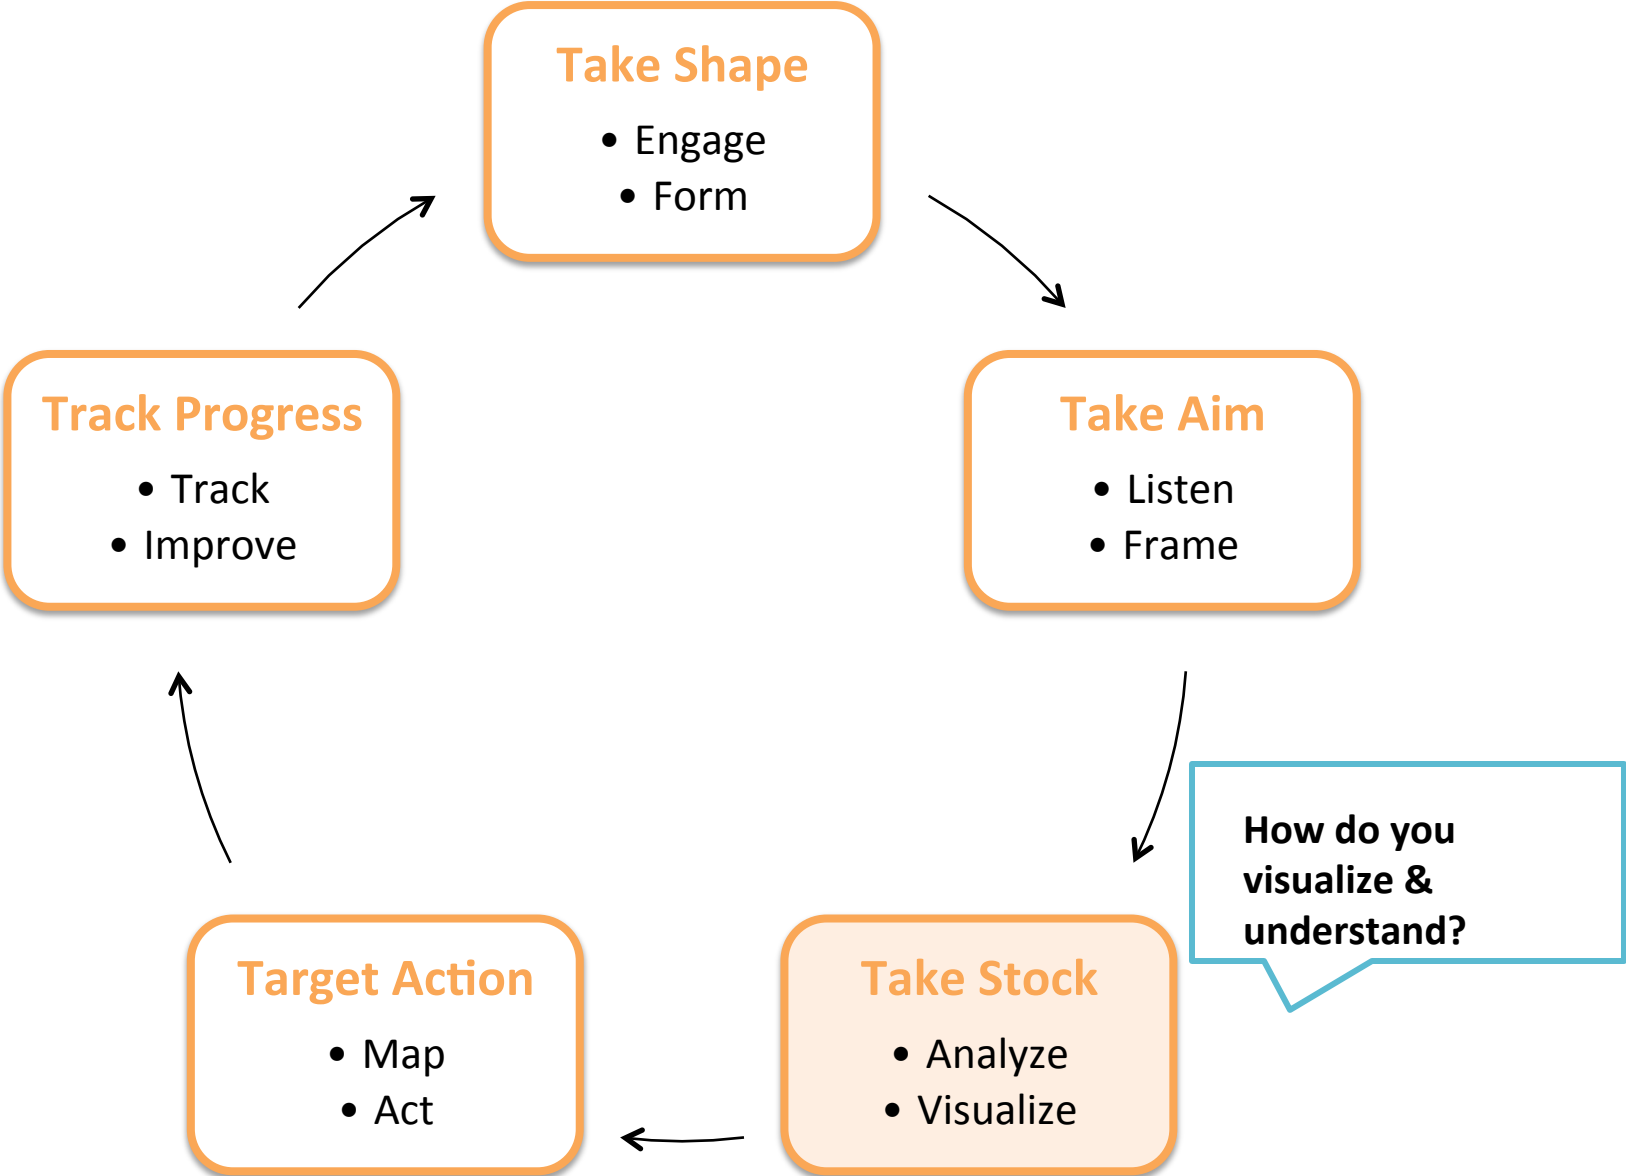 Take Shape
• Engage
• Form
Take Aim
• Listen
• Frame
How do you
visualize &
understand?
Take Stock
• Analyze
• Visualize
Target Action
• Map
• Act
Track Progress
• Track
• Improve